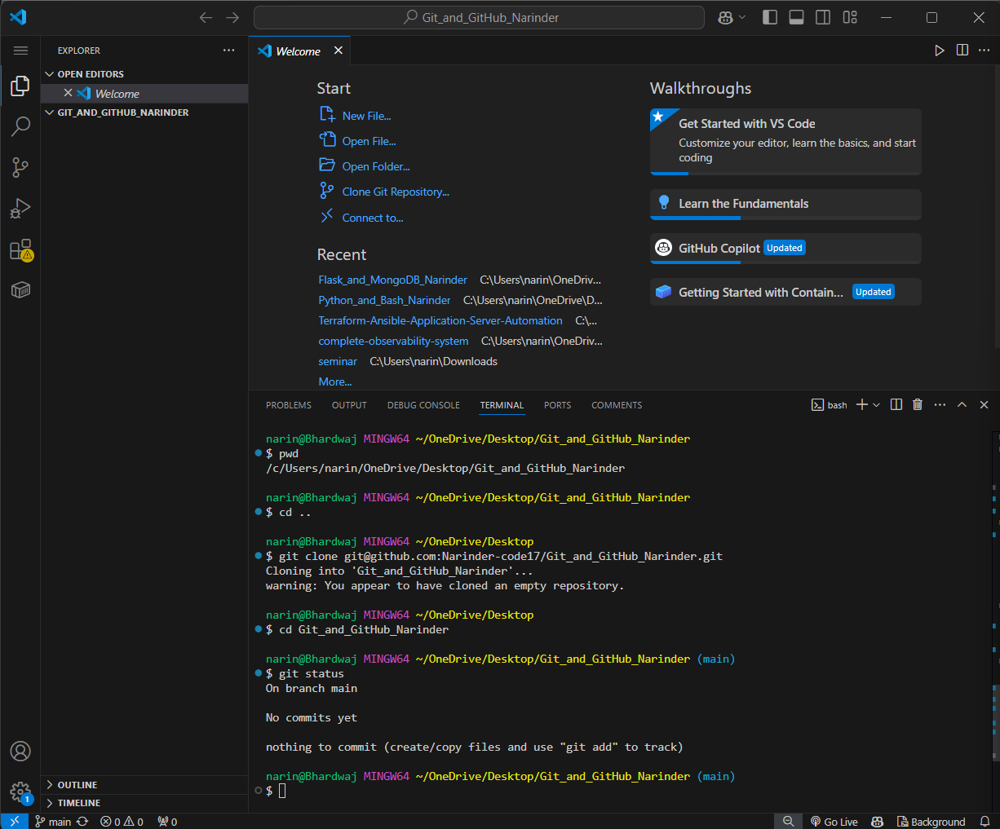 Git_and_GitHub_Narinder
EXPLORER
OPEN EDITORS
Welcome
GIT_AND_GITHUB_NARINDER
OUTLINE
TIMELINE
Welcome
Start
New File...
Open File...
Open Folder...
Clone Git Repository...
Connect to...
Recent
Flask_and_MongoDB_Narinder C:\Users\narin\OneDriv...
Python_and_Bash_Narinder C:\Users\narin\OneDrive\D...
Terraform-Ansible-Application-Server-Automation C:\...
complete-observability-system C:\Users\narin\OneDriv...
seminar C:\Users\narin\Downloads
More...
Walkthroughs
Get Started with VS Code
Customize your editor, learn the basics, and start
coding
Learn the Fundamentals
GitHub Copilot Updated
Getting Started with Contain... Updated
PROBLEMS OUTPUT DEBUG CONSOLE TERMINAL PORTS COMMENTS
bash
narin@Bhardwaj MINGW64 ~/OneDrive/Desktop/Git_and_GitHub_Narinder
$ pwd
/c/Users/narin/OneDrive/Desktop/Git_and_GitHub_Narinder
narin@Bhardwaj MINGW64 ~/OneDrive/Desktop/Git_and_GitHub_Narinder
$ cd ..
narin@Bhardwaj MINGW64 ~/OneDrive/Desktop
$ git clone git@github.com:Narinder-code17/Git_and_GitHub_Narinder.git
Cloning into 'Git_and_GitHub_Narinder'...
warning: You appear to have cloned an empty repository.
narin@Bhardwaj MINGW64 ~/OneDrive/Desktop
$ cd Git_and_GitHub_Narinder
narin@Bhardwaj MINGW64 ~/OneDrive/Desktop/Git_and_GitHub_Narinder (main)
$ git status
On branch main
No commits yet
nothing to commit (create/copy files and use "git add" to track)
narin@Bhardwaj MINGW64 ~/OneDrive/Desktop/Git_and_GitHub_Narinder (main)
$
1
main 0 0 0 Go Live Background